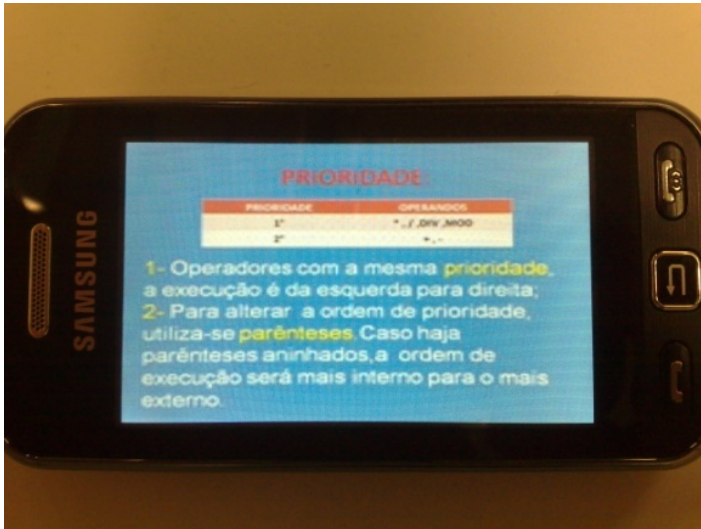 SAMSUNG
PRIORIDADE:
PRIORIDADE OPERANDOS
1ª * , / ,DIV ,MOD
2ª + , -
1- Operadores com a mesma prioridade,
a execução é da esquerda para direita;
2- Para alterar a ordem de prioridade,
utiliza-se parênteses. Caso haja
parênteses aninhados,a ordem de
execução será mais interno para o mais
externo.